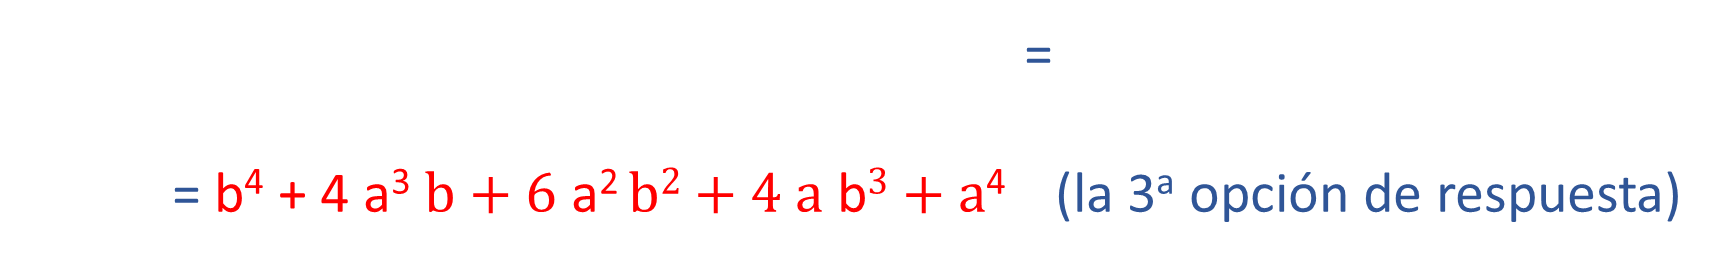 =
= b⁴ + 4 a³ b + 6 a² b² + 4 a b³ + a⁴ (la 3ª opción de respuesta)